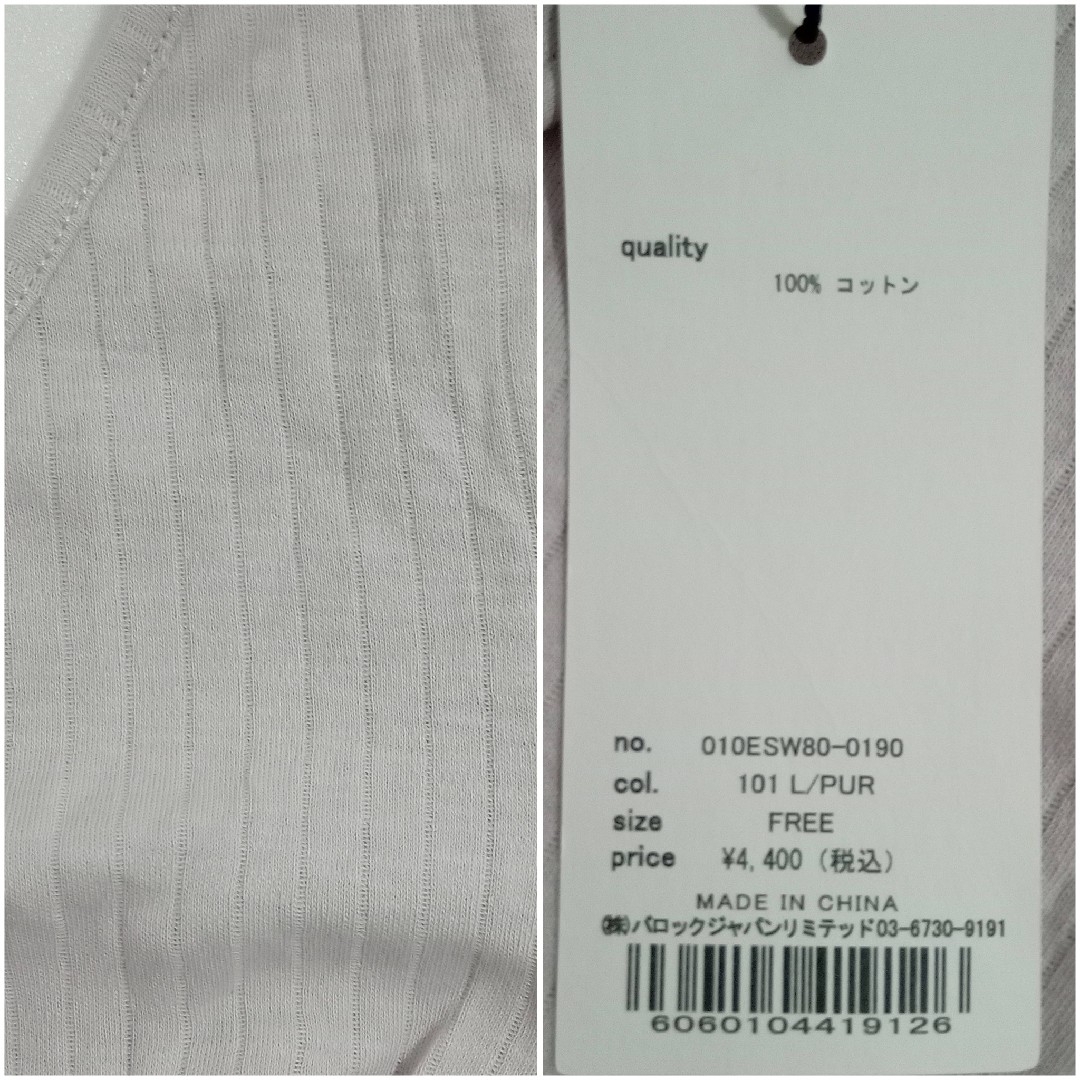 quality
100% コットン
no. 010ESW80-0190
col. 101 L/PUR
size FREE
price ¥4,400 (税込)
MADE IN CHINA
㈱バロックジャパンリミテッド03-6730-9191
6060104419126